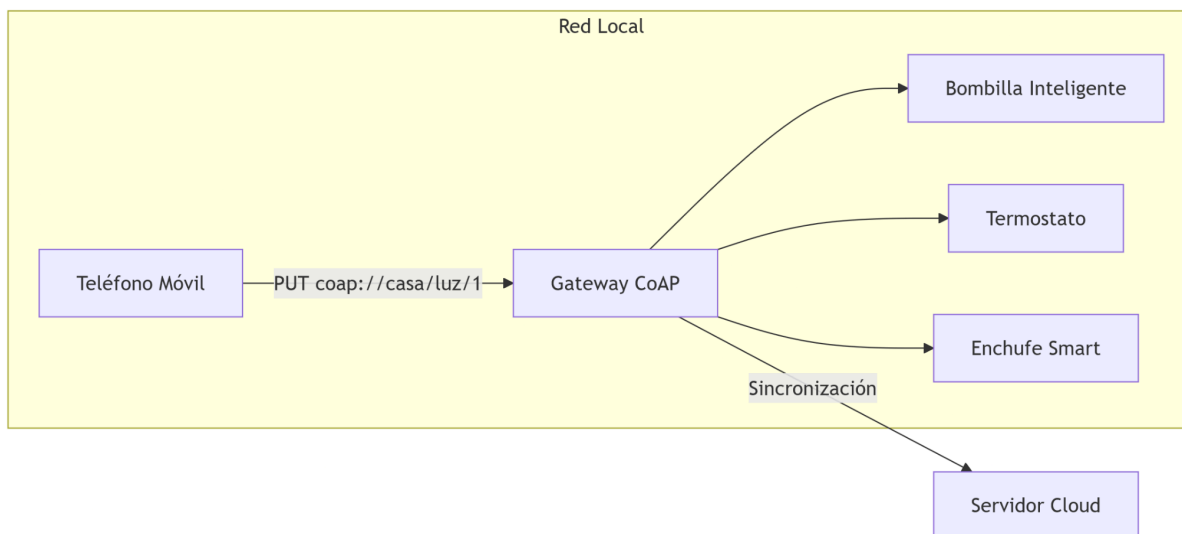 Red Local
Bombilla Inteligente
Termostato
Teléfono Móvil
PUT coap://casa/luz/1
Gateway CoAP
Enchufe Smart
Sincronización
Servidor Cloud